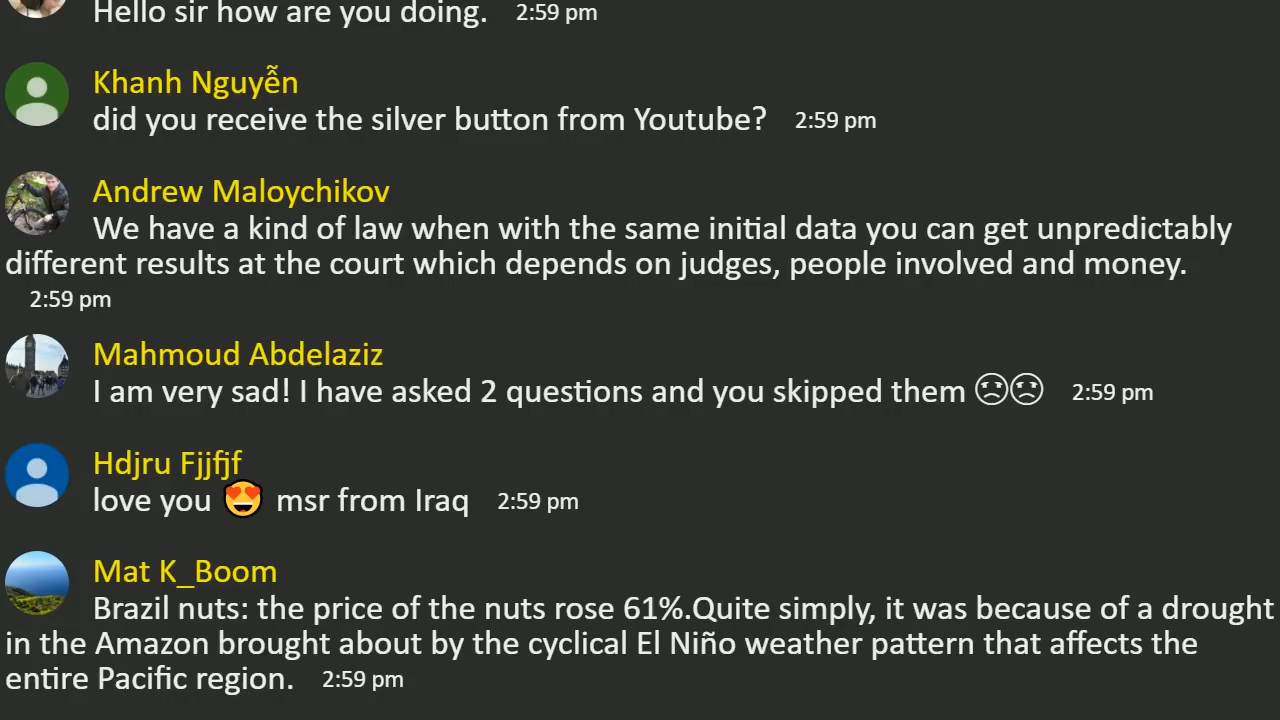 Hello sir how are you doing. 2:59 pm
Khanh Nguyễn
did you receive the silver button from Youtube? 2:59 pm
Andrew Maloychikov
We have a kind of law when with the same initial data you can get unpredictably
different results at the court which depends on judges, people involved and money.
2:59 pm
Mahmoud Abdelaziz
I am very sad! I have asked 2 questions and you skipped them 😞😞 2:59 pm
Hdjru Fjjfjf
love you 😍 msr from Iraq 2:59 pm
Mat K_Boom
Brazil nuts: the price of the nuts rose 61%.Quite simply, it was because of a drought
in the Amazon brought about by the cyclical El Niño weather pattern that affects the
entire Pacific region. 2:59 pm